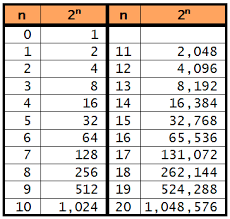 n 2ⁿ n 2ⁿ
0 1
1 2 11 2,048
2 4 12 4,096
3 8 13 8,192
4 16 14 16,384
5 32 15 32,768
6 64 16 65,536
7 128 17 131,072
8 256 18 262,144
9 512 19 524,288
10 1,024 20 1,048,576